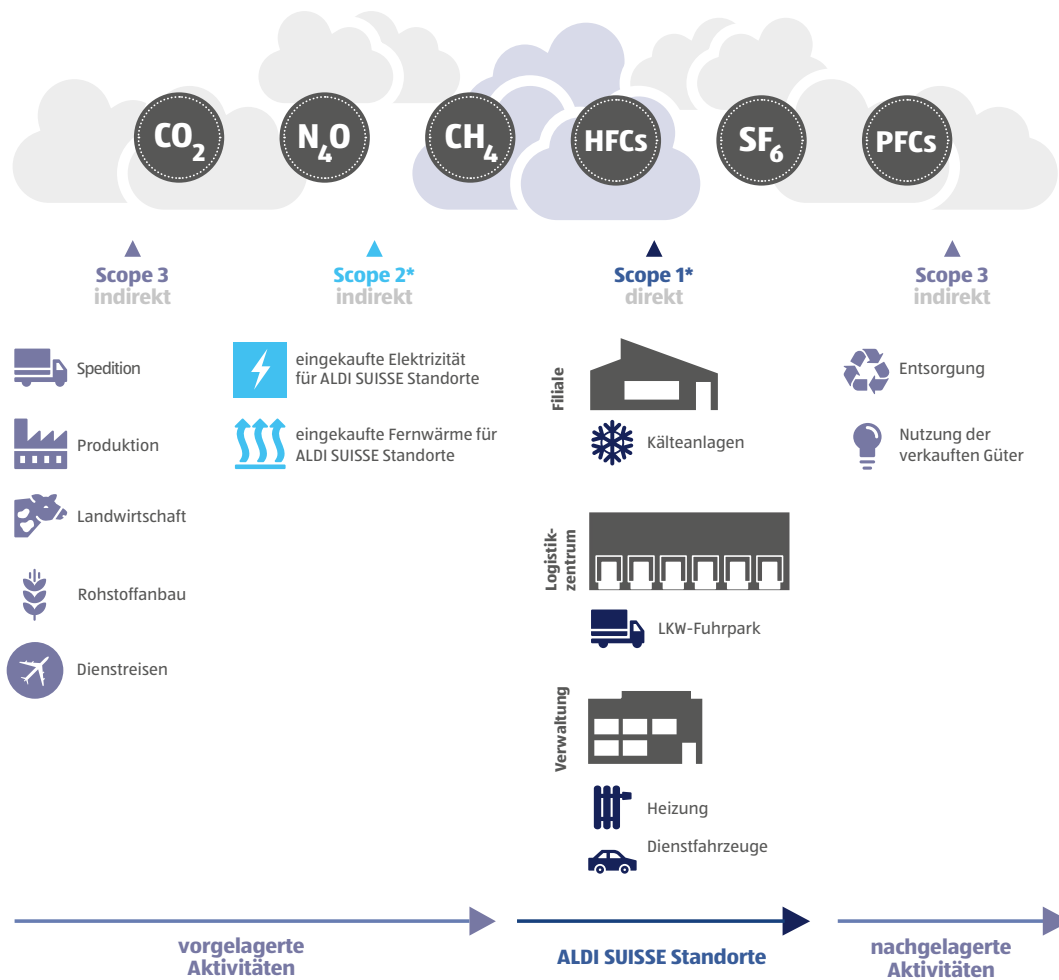 CO2
N4O
CH4
HFCs
SF6
PFCs
Scope 3
indirekt
Scope 2*
indirekt
Scope 1*
direkt
Scope 3
indirekt
Spedition
Produktion
Landwirtschaft
Rohstoffanbau
Dienstreisen
eingekaufte Elektrizität
für ALDI SUISSE Standorte
eingekaufte Fernwärme für
ALDI SUISSE Standorte
Filiale
Kälteanlagen
Logistik-
zentrum
LKW-Fuhrpark
Verwaltung
Heizung
Dienstfahrzeuge
Entsorgung
Nutzung der
verkauften Güter
vorgelagerte
Aktivitäten
ALDI SUISSE Standorte
nachgelagerte
Aktivitäten